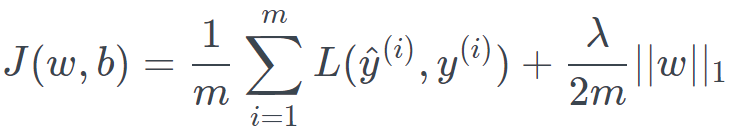 J(w, b) = \frac{1}{m} \sum_{i=1}^{m} L(\hat{y}^{(i)}, y^{(i)}) + \frac{\lambda}{2m} ||w||_1